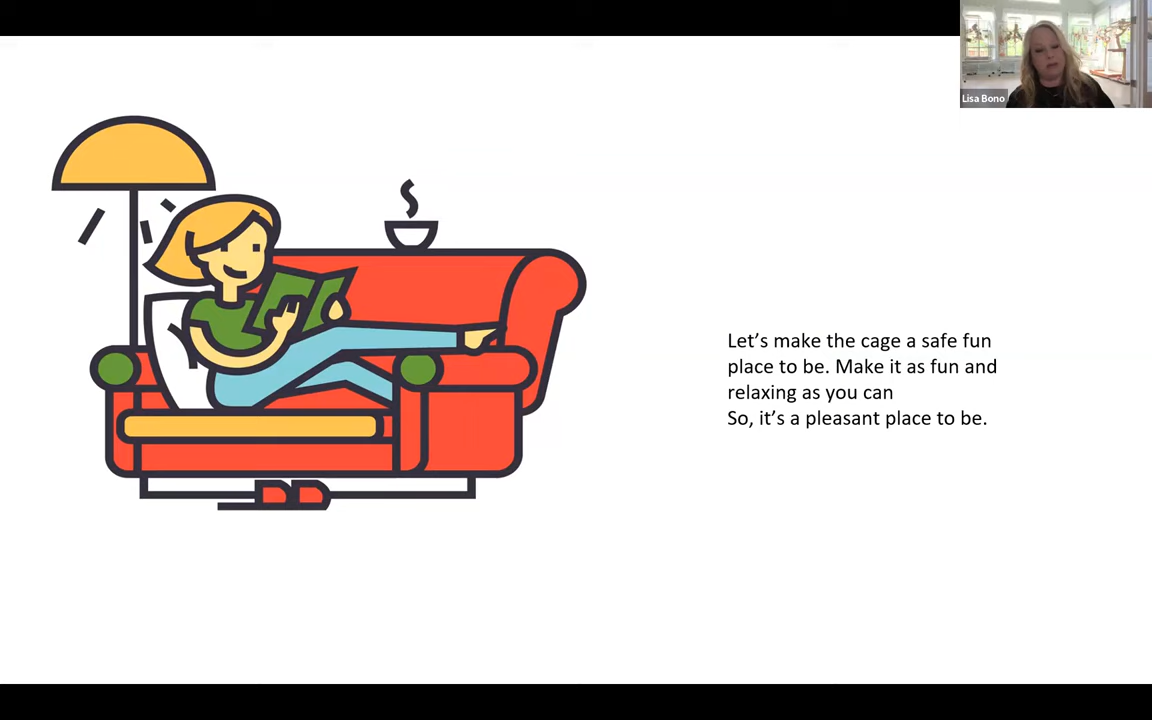 Lisa Bono
Let’s make the cage a safe fun
place to be. Make it as fun and
relaxing as you can
So, it’s a pleasant place to be.